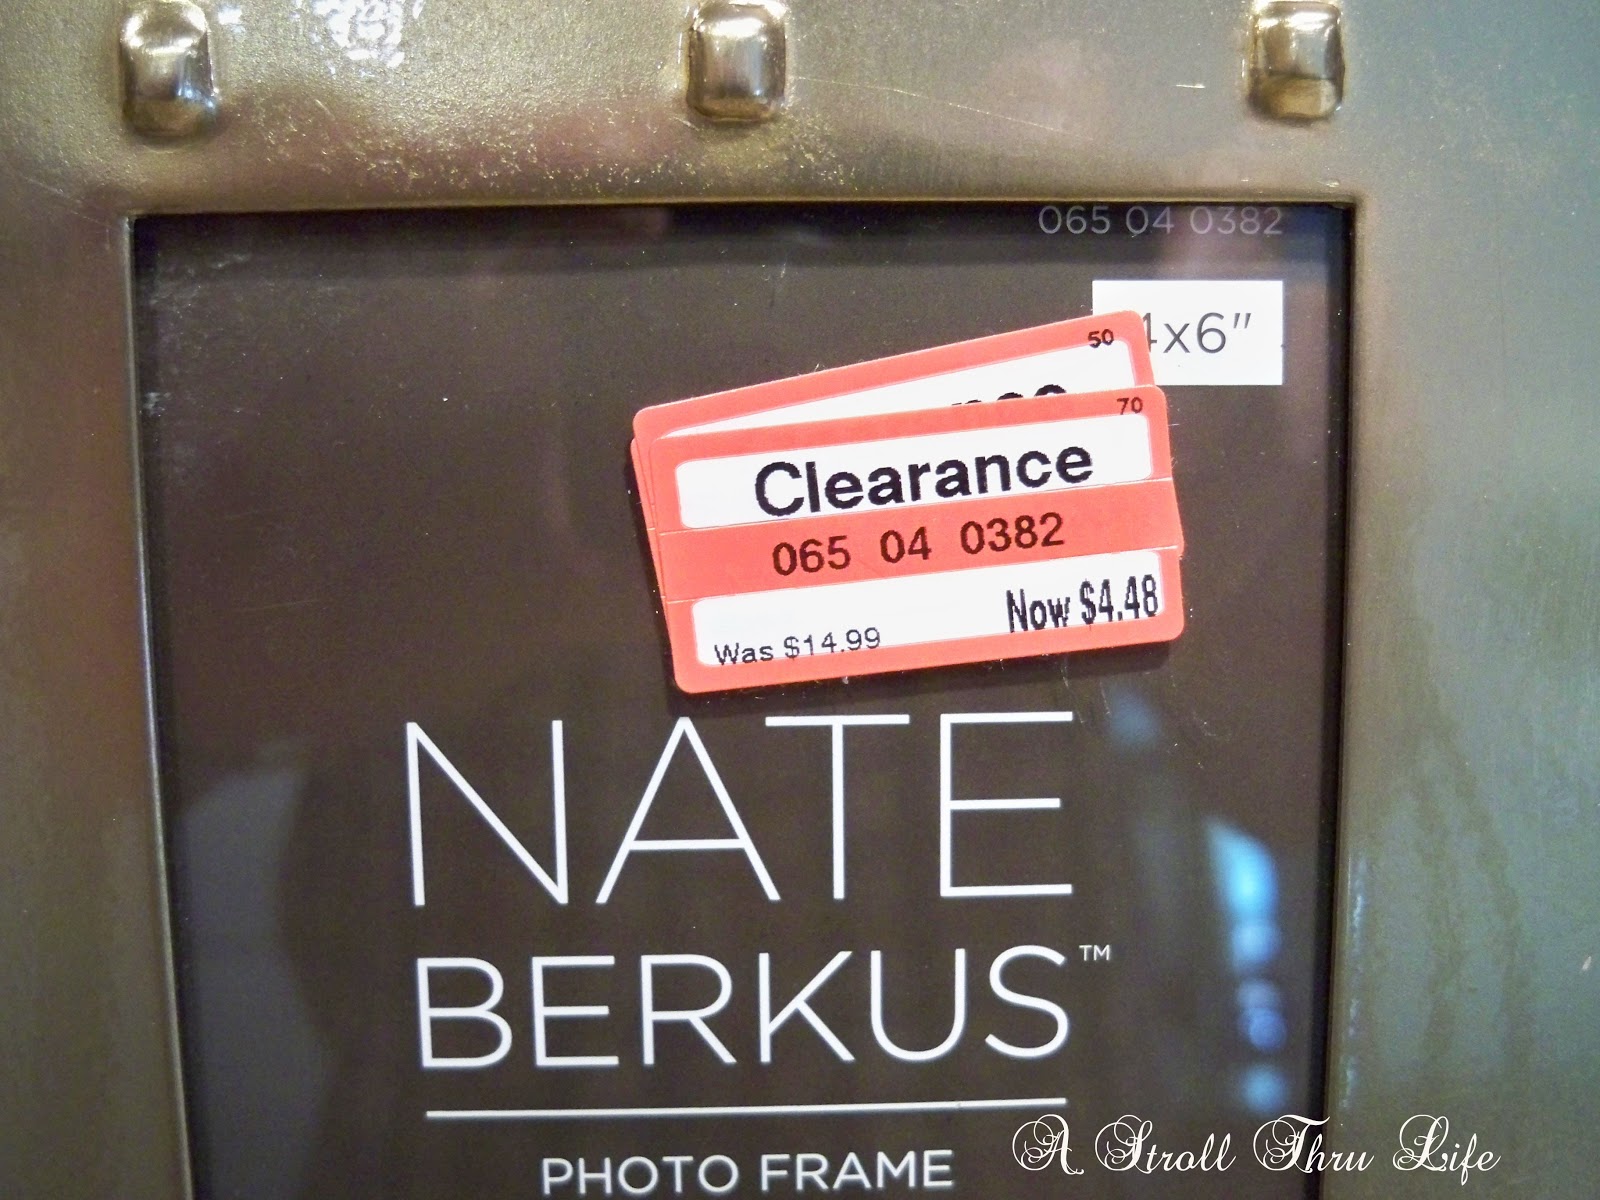 065 04 0382
4x6"
50
70
Clearance
065 04 0382
Was $14.99 Now $4.48
NATE
BERKUS™
PHOTO FRAME
A Stroll Thru Life